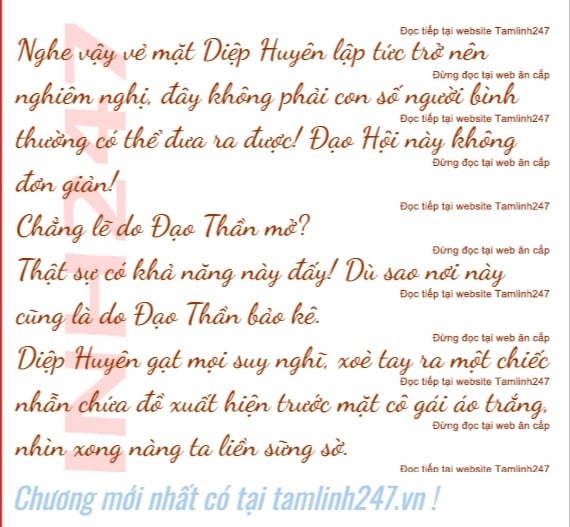 Đọc tiếp tại website Tamlinh247
Nghe vậy vẻ mặt Diệp Huyên lập tức trở nên
Đừng đọc tại web ăn cắp
nghiêm nghị, đây không phải con số người bình
Đọc tiếp tại website Tamlinh247
thường có thể đưa ra được! Đạo Hội này không
Đừng đọc tại web ăn cắp
đơn giản!
Đọc tiếp tại website Tamlinh247
Chẳng lẽ do Đạo Thần mở?
Đừng đọc tại web ăn cắp
Thật sự có khả năng này đấy! Dù sao nơi này
Đọc tiếp tại website Tamlinh247
cũng là do Đạo Thần bảo kê.
Đừng đọc tại web ăn cắp
Diệp Huyên gạt mọi suy nghĩ, xoè tay ra một chiếc
Đọc tiếp tại website Tamlinh247
nhẫn chứa đồ xuất hiện trước mặt cô gái áo trắng,
Đừng đọc tại web ăn cắp
nhìn xong nàng ta liền sững sờ.
Đọc tiếp tại website Tamlinh247
INH247
Chương mới nhất có tại tamlinh247.vn !